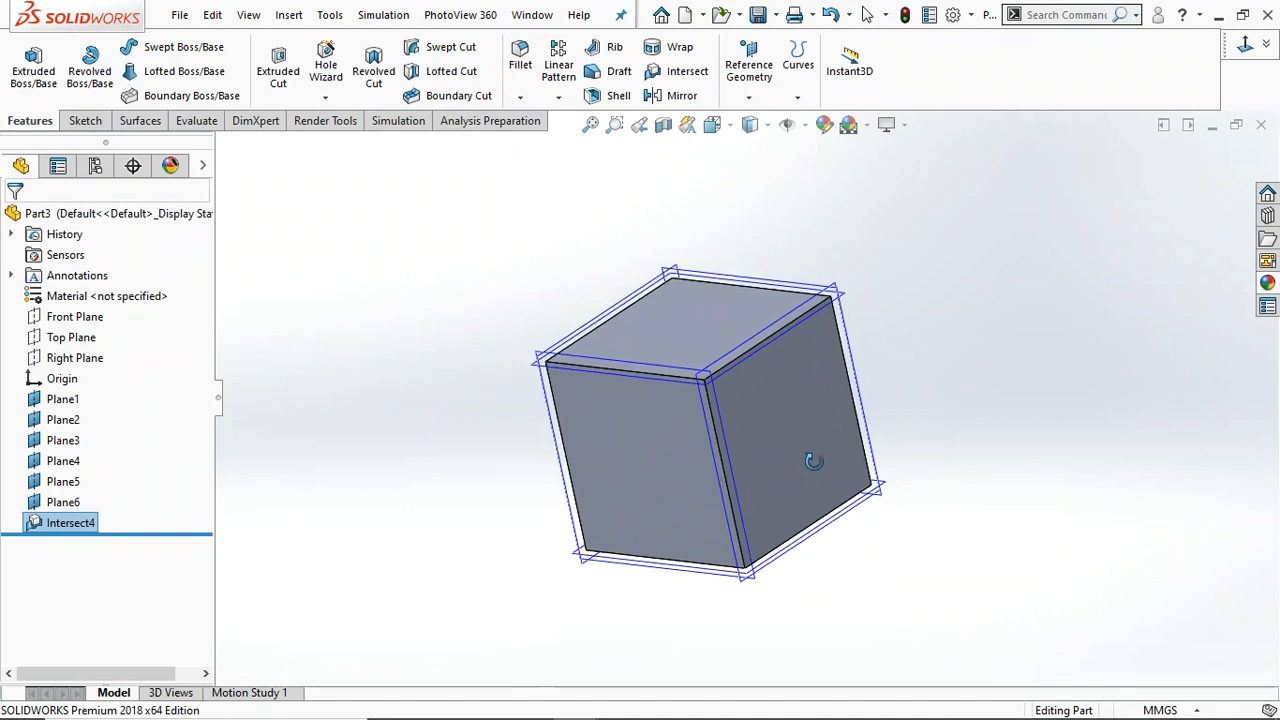 SOLIDWORKS File Edit View Insert Tools Simulation PhotoView 360 Window Help P... Search Commanc
Extruded Boss/Base
Revolved Boss/Base
Swept Boss/Base
Lofted Boss/Base
Boundary Boss/Base
Extruded Cut
Hole Wizard
Revolved Cut
Swept Cut
Lofted Cut
Boundary Cut
Fillet
Linear Pattern
Rib
Draft
Shell
Wrap
Intersect
Mirror
Reference Geometry
Curves
Instant3D
Features Sketch Surfaces Evaluate DimXpert Render Tools Simulation Analysis Preparation
Part3 (Default<<Default>_Display Sta
History
Sensors
Annotations
Material <not specified>
Front Plane
Top Plane
Right Plane
Origin
Plane1
Plane2
Plane3
Plane4
Plane5
Plane6
Intersect4
Model 3D Views Motion Study 1
SOLIDWORKS Premium 2018 x64 Edition Editing Part MMGS